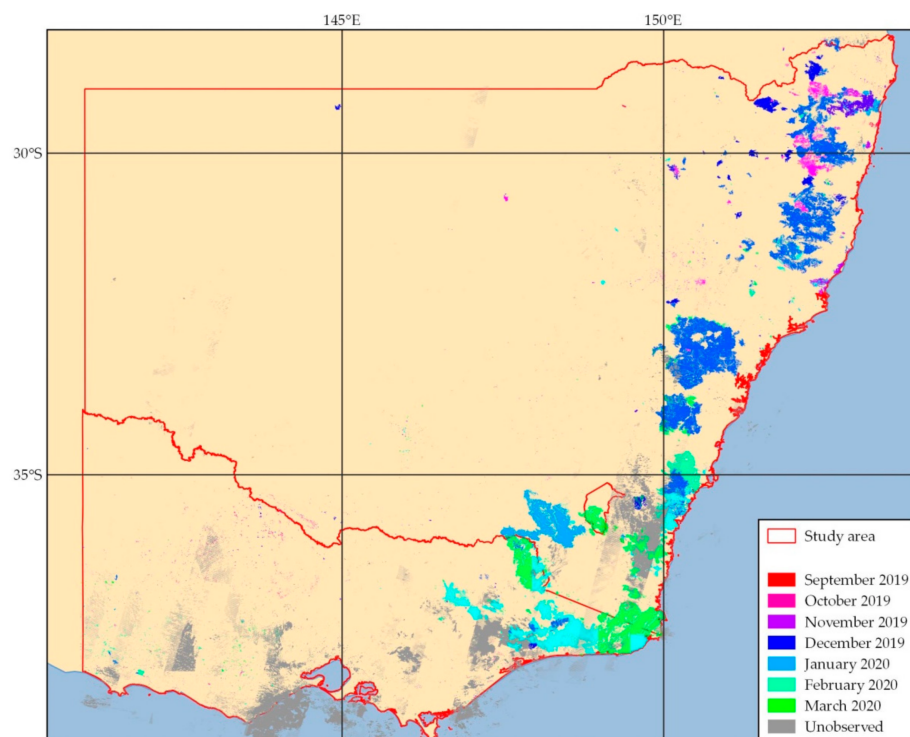 145°E
150°E
30°S
35°S
Study area
September 2019
October 2019
November 2019
December 2019
January 2020
February 2020
March 2020
Unobserved